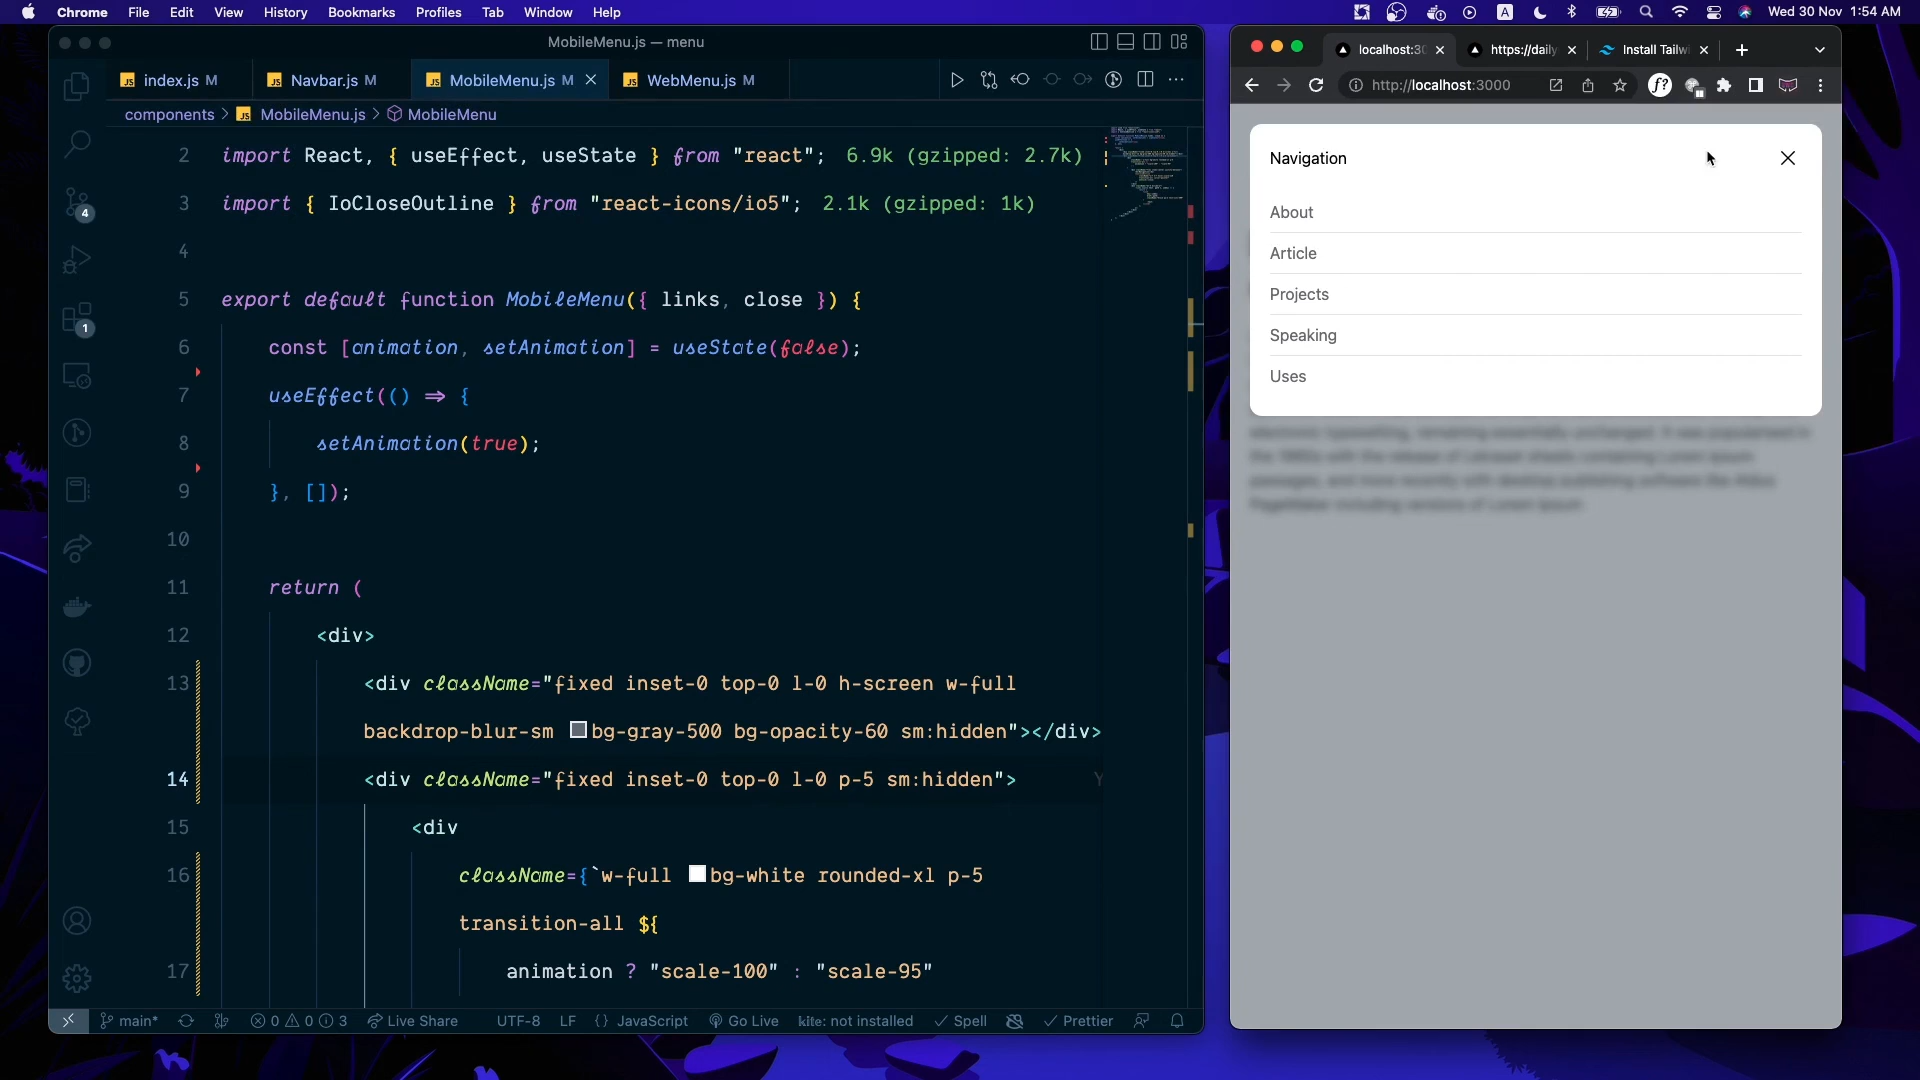 Chrome File Edit View History Bookmarks Profiles Tab Window Help A Wed 30 Nov 1:54 AM
MobileMenu.js — menu
index.js M Navbar.js M MobileMenu.js M WebMenu.js M
components > MobileMenu.js > MobileMenu
2 import React, { useEffect, useState } from "react"; 6.9k (gzipped: 2.7k)
3 import { IoCloseOutline } from "react-icons/io5"; 2.1k (gzipped: 1k)
4
5 export default function MobileMenu({ links, close }) {
6 const [animation, setAnimation] = useState(false);
7 useEffect(() => {
8 setAnimation(true);
9 }, []);
10
11 return (
12 <div>
13 <div className="fixed inset-0 top-0 l-0 h-screen w-full
backdrop-blur-sm bg-gray-500 bg-opacity-60 sm:hidden"></div>
14 <div className="fixed inset-0 top-0 l-0 p-5 sm:hidden"> Y
15 <div
16 className={`w-full bg-white rounded-xl p-5
transition-all ${
17 animation ? "scale-100" : "scale-95"
4
1
main* 0 0 3 Live Share UTF-8 LF {} JavaScript Go Live kite: not installed Spell Prettier
localhost:30 https://daily Install Tailwi
http://localhost:3000 f?
Navigation
About
Article
Projects
Speaking
Uses